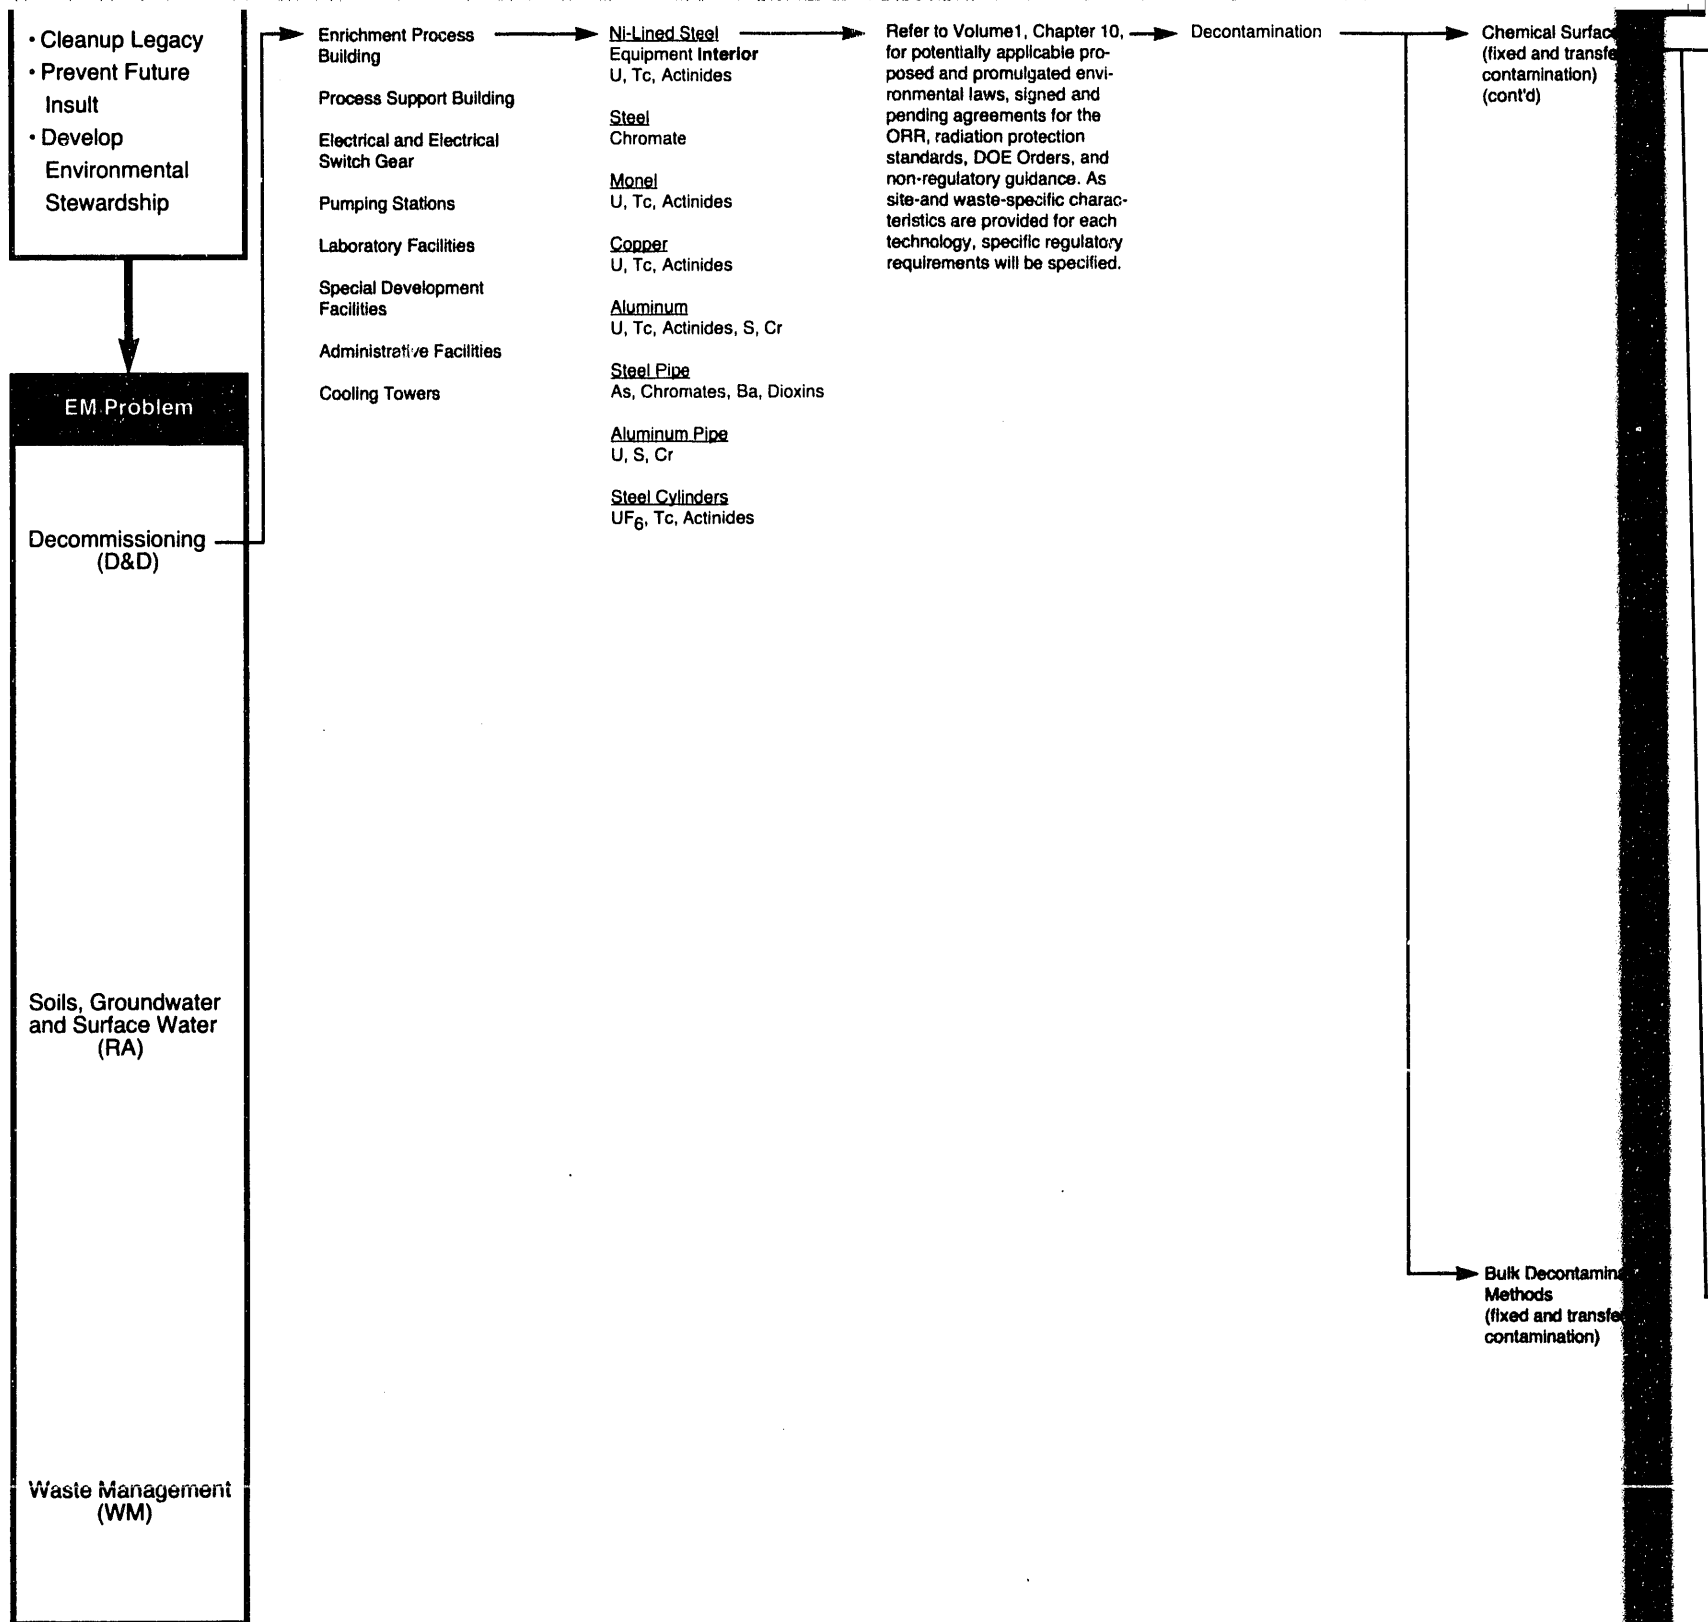 • Cleanup Legacy
• Prevent Future
Insult
• Develop
Environmental
Stewardship
EM Problem
Decommissioning
(D&D)
Soils, Groundwater
and Surface Water
(RA)
Waste Management
(WM)
Enrichment Process
Building
Process Support Building
Electrical and Electrical
Switch Gear
Pumping Stations
Laboratory Facilities
Special Development
Facilities
Administrative Facilities
Cooling Towers
Ni-Lined Steel
Equipment Interior
U, Tc, Actinides
Steel
Chromate
Monel
U, Tc, Actinides
Copper
U, Tc, Actinides
Aluminum
U, Tc, Actinides, S, Cr
Steel Pipe
As, Chromates, Ba, Dioxins
Aluminum Pipe
U, S, Cr
Steel Cylinders
UF6, Tc, Actinides
Refer to Volume1, Chapter 10,
for potentially applicable pro-
posed and promulgated envi-
ronmental laws, signed and
pending agreements for the
ORR, radiation protection
standards, DOE Orders, and
non-regulatory guidance. As
site-and waste-specific charac-
teristics are provided for each
technology, specific regulatory
requirements will be specified.
Decontamination
Chemical
(fixed and
contamination)
(cont'd)
Bulk
Methods
(fixed and
contamination)